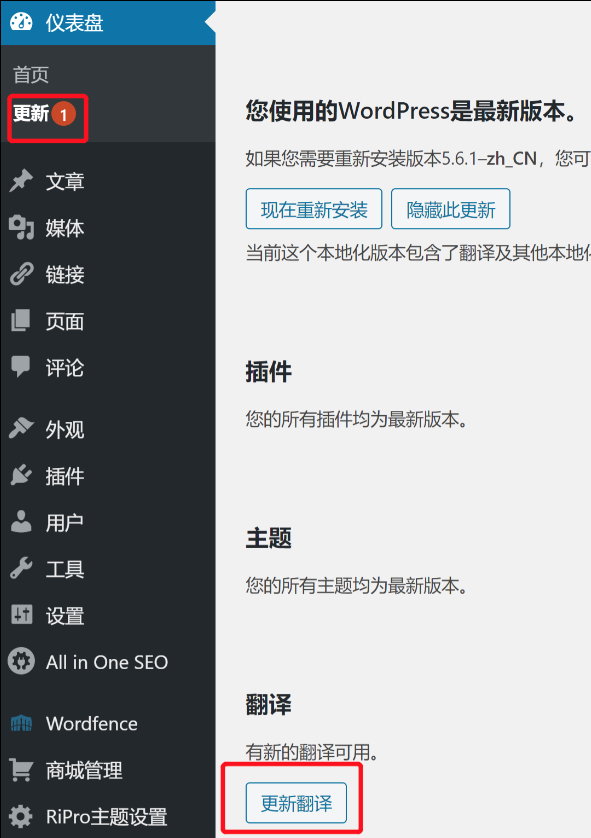 仪表盘
首页
更新 1
文章
媒体
链接
页面
评论
外观
插件
用户
工具
设置
All in One SEO
Wordfence
商城管理
RiPro主题设置
您使用的WordPress是最新版本。
如果您需要重新安装版本5.6.1–zh_CN，您可
现在重新安装 隐藏此更新
当前这个本地化版本包含了翻译及其他本地化
插件
您的所有插件均为最新版本。
主题
您的所有主题均为最新版本。
翻译
有新的翻译可用。
更新翻译